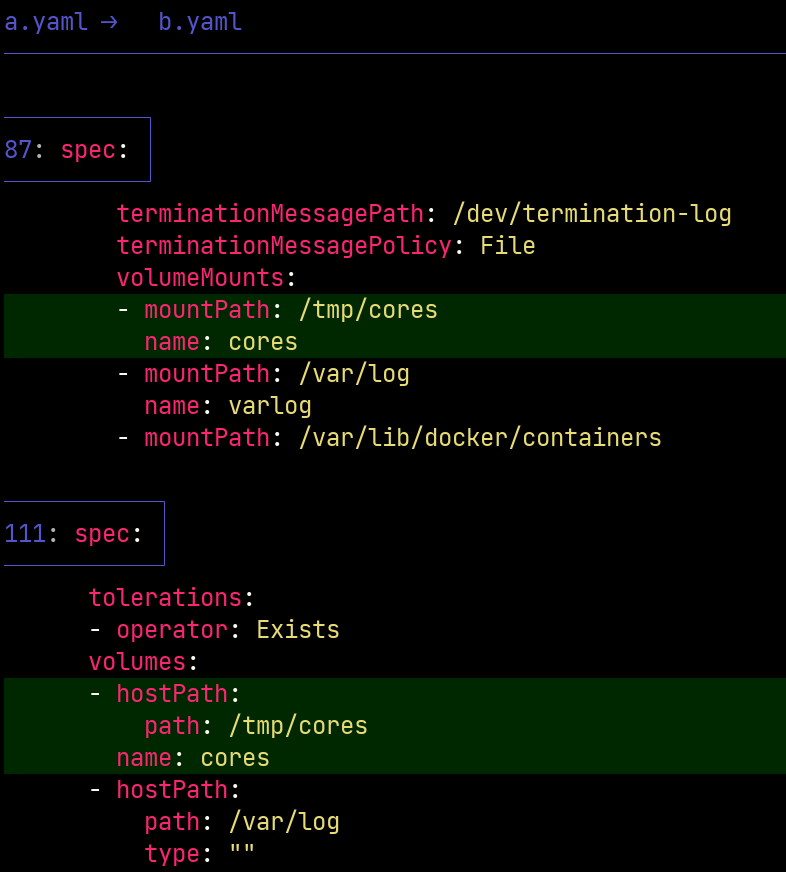 a.yaml → b.yaml
87: spec:
terminationMessagePath: /dev/termination-log
terminationMessagePolicy: File
volumeMounts:
- mountPath: /tmp/cores
name: cores
- mountPath: /var/log
name: varlog
- mountPath: /var/lib/docker/containers
111: spec:
tolerations:
- operator: Exists
volumes:
- hostPath:
path: /tmp/cores
name: cores
- hostPath:
path: /var/log
type: ""